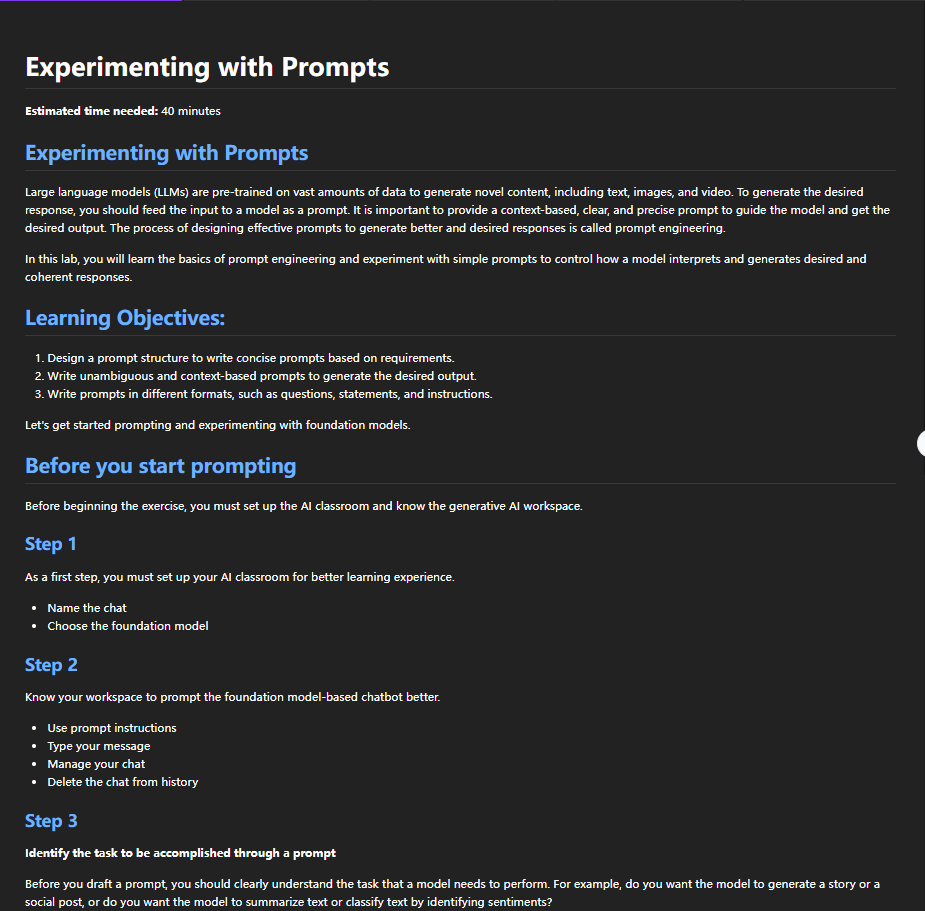 Experimenting with Prompts
Estimated time needed: 40 minutes
Experimenting with Prompts
Large language models (LLMs) are pre-trained on vast amounts of data to generate novel content, including text, images, and video. To generate the desired
response, you should feed the input to a model as a prompt. It is important to provide a context-based, clear, and precise prompt to guide the model and get the
desired output. The process of designing effective prompts to generate better and desired responses is called prompt engineering.
In this lab, you will learn the basics of prompt engineering and experiment with simple prompts to control how a model interprets and generates desired and
coherent responses.
Learning Objectives:
1. Design a prompt structure to write concise prompts based on requirements.
2. Write unambiguous and context-based prompts to generate the desired output.
3. Write prompts in different formats, such as questions, statements, and instructions.
Let's get started prompting and experimenting with foundation models.
Before you start prompting
Before beginning the exercise, you must set up the AI classroom and know the generative AI workspace.
Step 1
As a first step, you must set up your AI classroom for better learning experience.
• Name the chat
• Choose the foundation model
Step 2
Know your workspace to prompt the foundation model-based chatbot better.
• Use prompt instructions
• Type your message
• Manage your chat
• Delete the chat from history
Step 3
Identify the task to be accomplished through a prompt
Before you draft a prompt, you should clearly understand the task that a model needs to perform. For example, do you want the model to generate a story or a
social post, or do you want the model to summarize text or classify text by identifying sentiments?